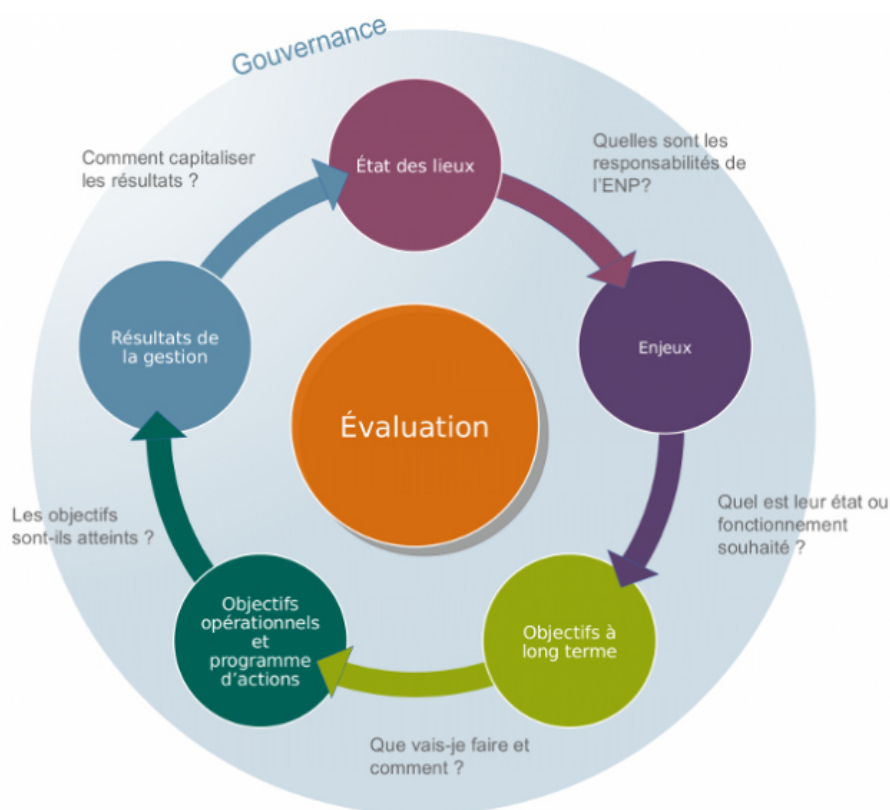 Gouvernance
État des lieux
Quelles sont les
responsabilités de
l'ENP?
Enjeux
Quel est leur état ou
fonctionnement
souhaité ?
Objectifs à
long terme
Que vais-je faire et
comment ?
Objectifs
opérationnels
et
programme
d'actions
Les objectifs
sont-ils atteints ?
Résultats de
la gestion
Comment capitaliser
les résultats ?
Évaluation